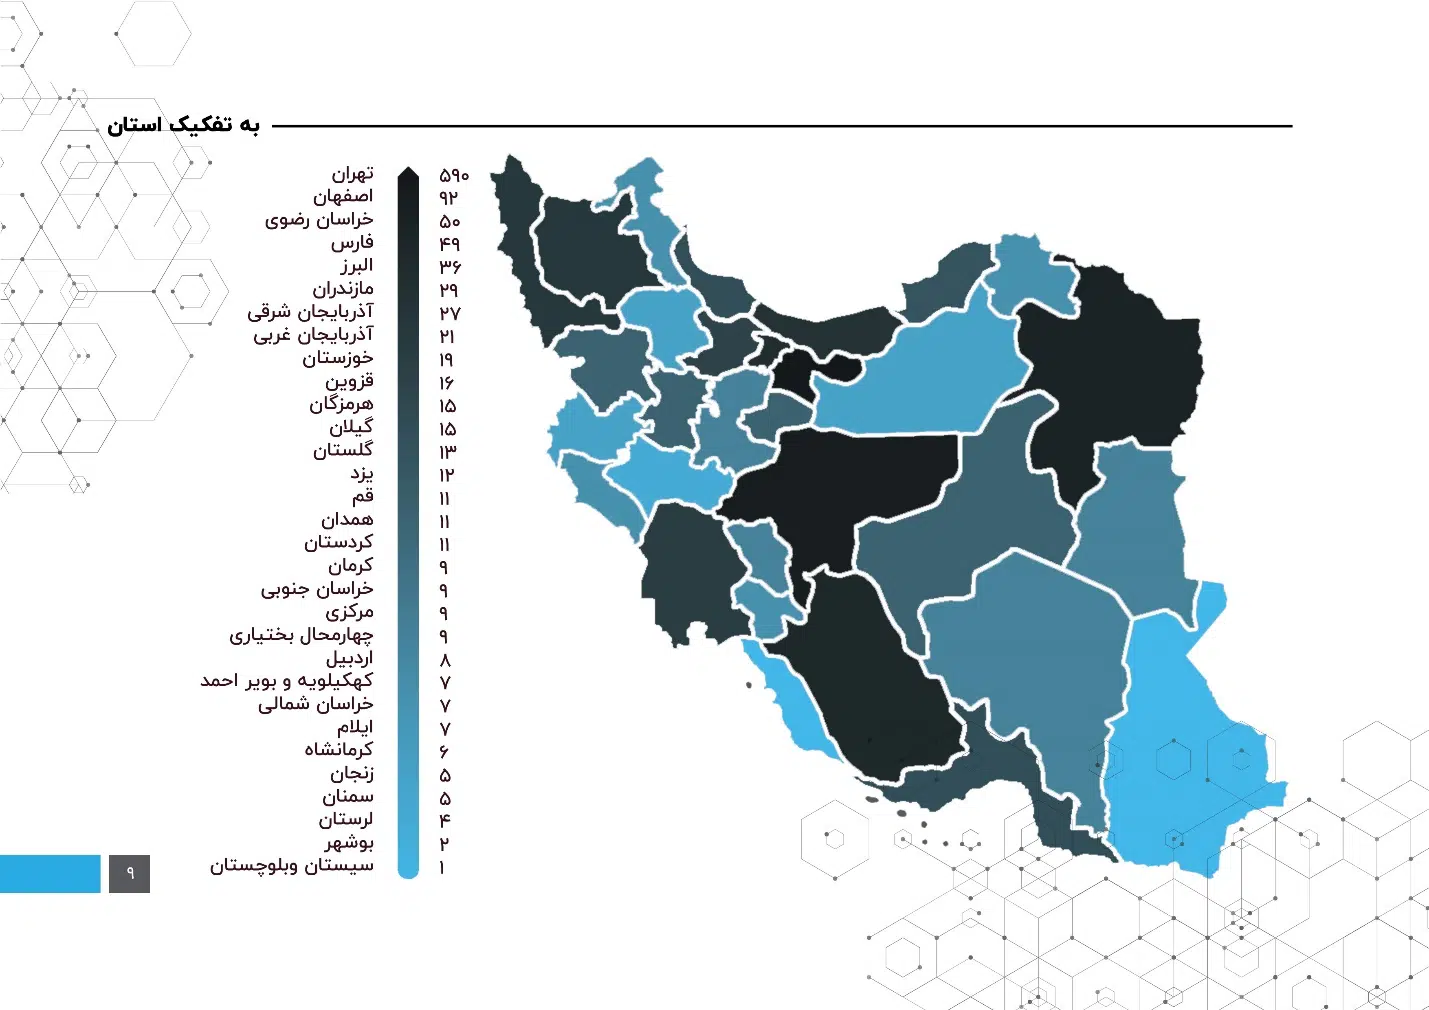 به تفکیک استان
تهران ۵۹۰
اصفهان ۹۲
خراسان رضوی ۵۰
فارس ۴۹
البرز ۳۶
مازندران ۲۹
آذربایجان شرقی ۲۷
آذربایجان غربی ۲۱
خوزستان ۱۹
قزوین ۱۶
هرمزگان ۱۵
گیلان ۱۵
گلستان ۱۳
یزد ۱۲
قم ۱۱
همدان ۱۱
کردستان ۱۱
کرمان ۹
خراسان جنوبی ۹
مرکزی ۹
چهارمحال بختیاری ۹
اردبیل ۸
کهکیلویه و بویر احمد ۷
خراسان شمالی ۷
ایلام ۷
کرمانشاه ۶
زنجان ۵
سمنان ۵
لرستان ۴
بوشهر ۲
سیستان وبلوچستان ۱
۹